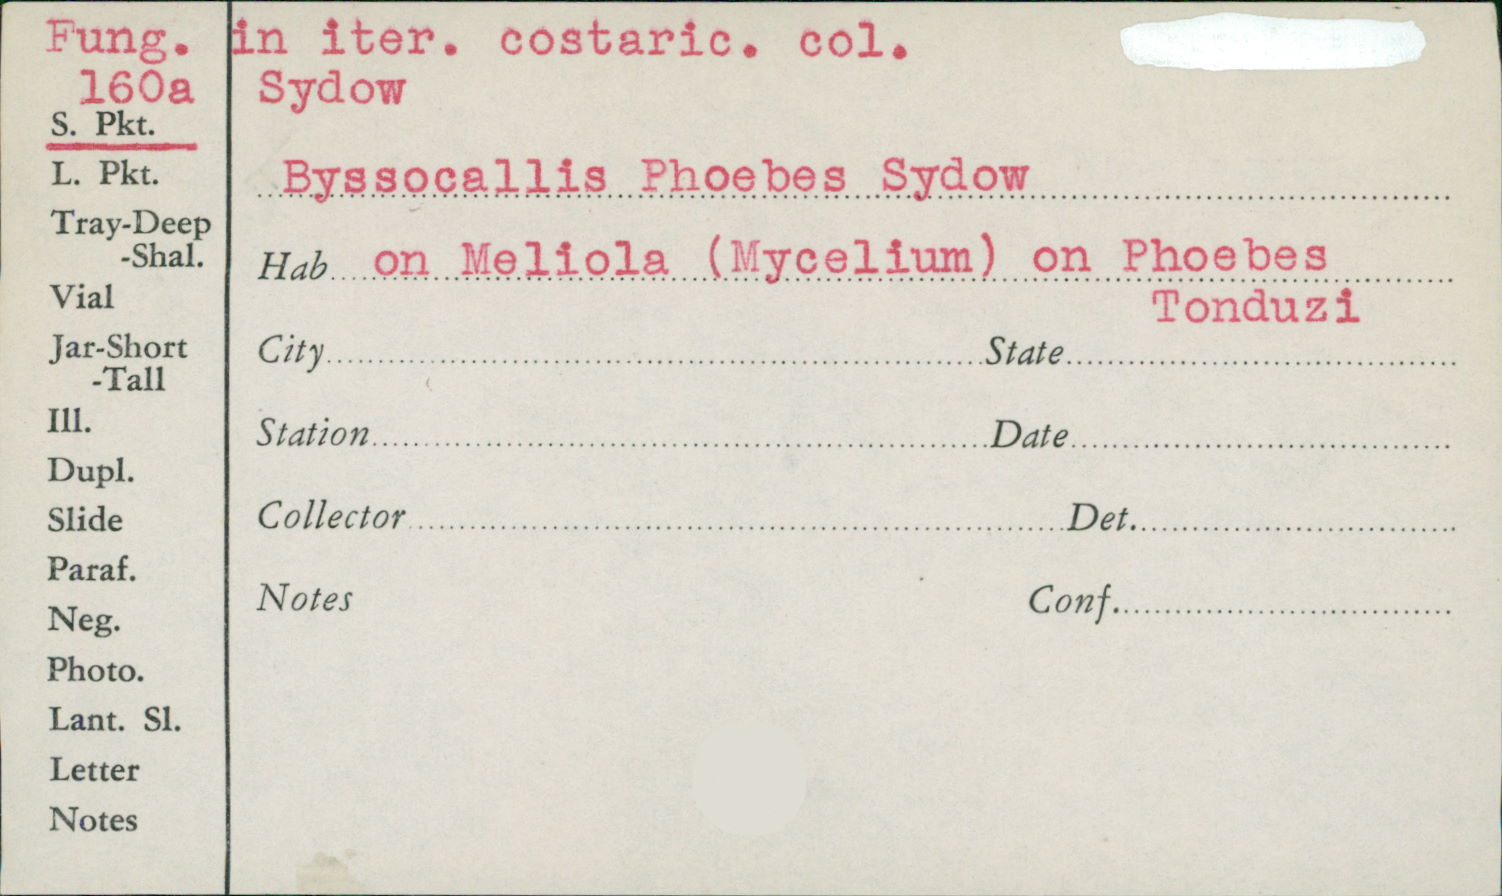 Fung. in iter. costaric. col.
160a Sydow
S. Pkt.
L. Pkt.
Byssocallis Phoebes Sydow
Tray-Deep
-Shal.
Hab. on Meliola (Mycelium) on Phoebes
Tonduzi
Vial
Jar-Short
-Tall
City State
Ill.
Station Date
Dupl.
Slide
Collector Det.
Paraf.
Neg.
Notes Conf.
Photo.
Lant. Sl.
Letter
Notes